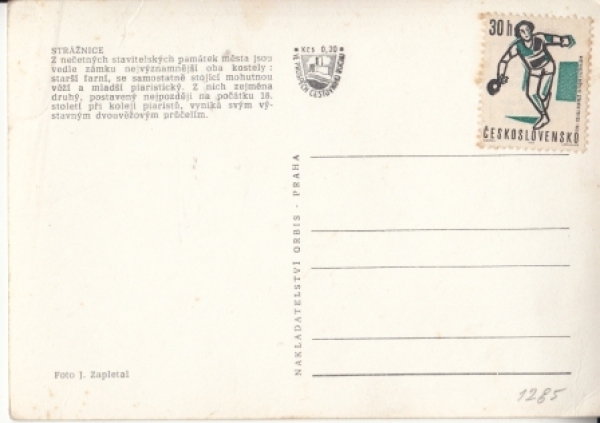 STRÁŽNICE
Z nečetných stavitelských památek města jsou
vedle zámku nejvýznamnější oba kostely:
starší farní, se samostatně stojící mohutnou
věží a mladší piaristický. Z nich zejména
druhý, postavený nejpozději na počátku 18.
století při koleji piaristů, vyniká svým vý-
stavným dvouvěžovým průčelím.
Kčs 0,20
30 h
ČESKOSLOVENSKO
NAKLADATELSTVÍ ORBIS - PRAHA
Foto J. Zapletal
1285